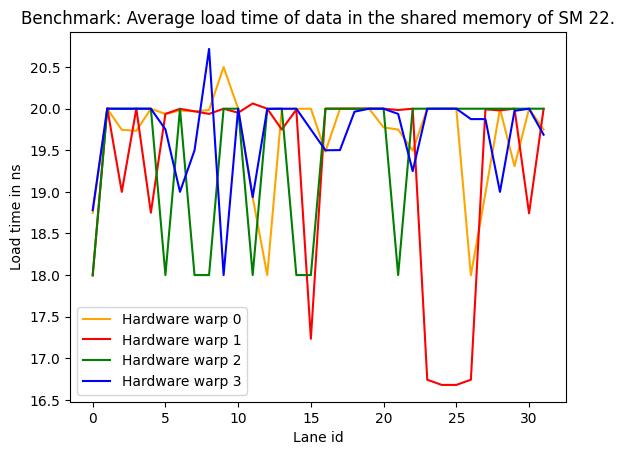 Benchmark: Average load time of data in the shared memory of SM 22.
Load time in ns
20.5
20.0
19.5
19.0
18.5
18.0
17.5
17.0
16.5
Hardware warp 0
Hardware warp 1
Hardware warp 2
Hardware warp 3
0 5 10 15 20 25 30
Lane id